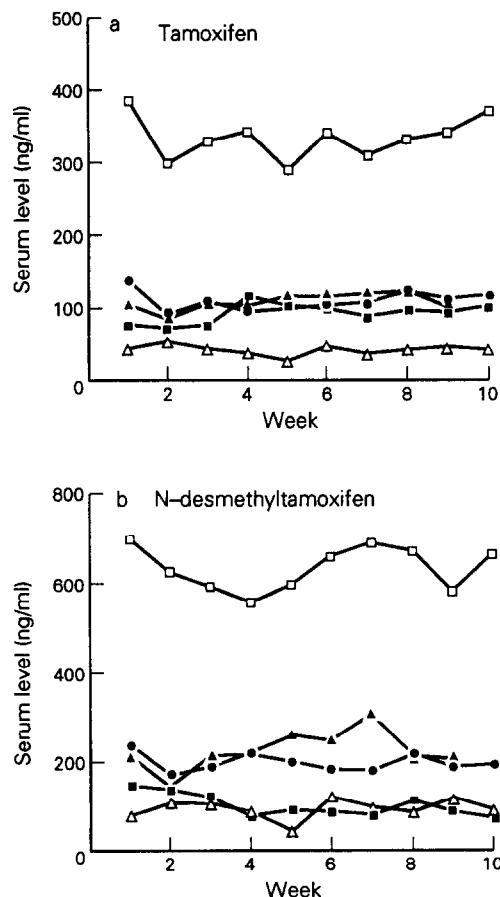 a Tamoxifen
500
400
300
200
100
0
Serum level (ng/ml)
2 4 6 8 10
Week
b N-desmethyltamoxifen
800
600
400
200
0
Serum level (ng/ml)
2 4 6 8 10
Week